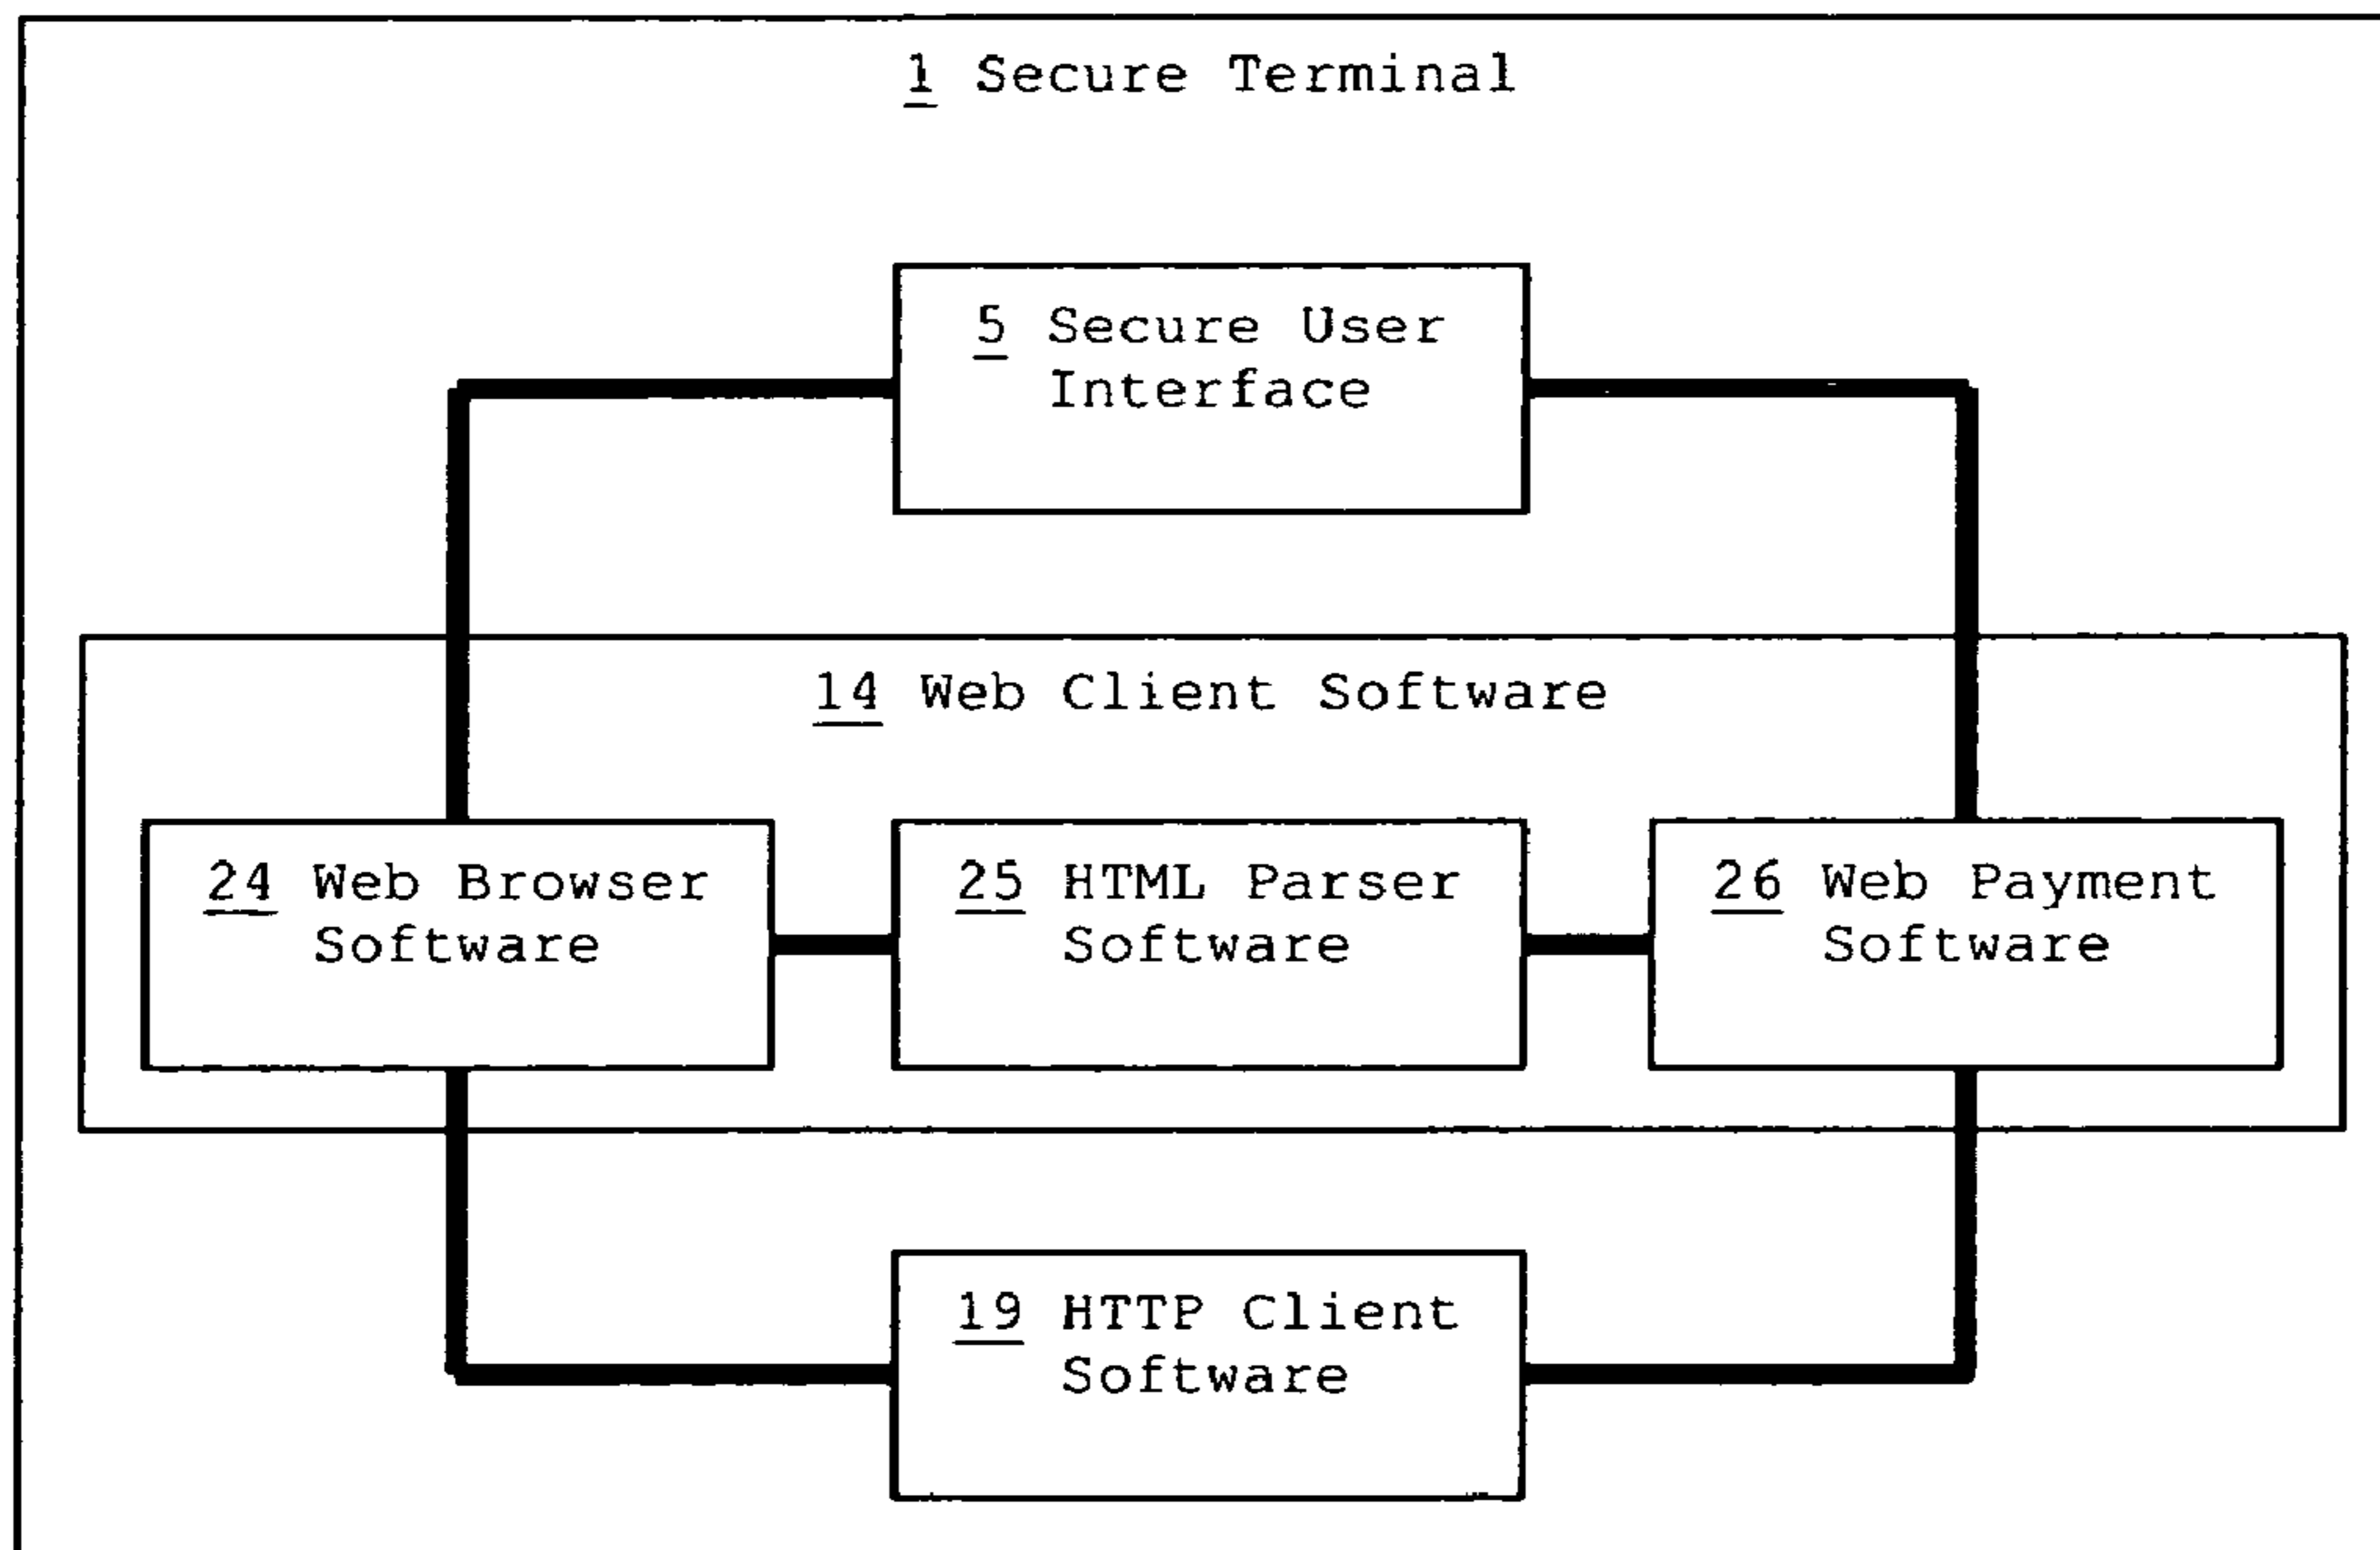 1 Secure Terminal
5 Secure User
Interface
14 Web Client Software
24 Web Browser
Software
25 HTML Parser
Software
26 Web Payment
Software
19 HTTP Client
Software